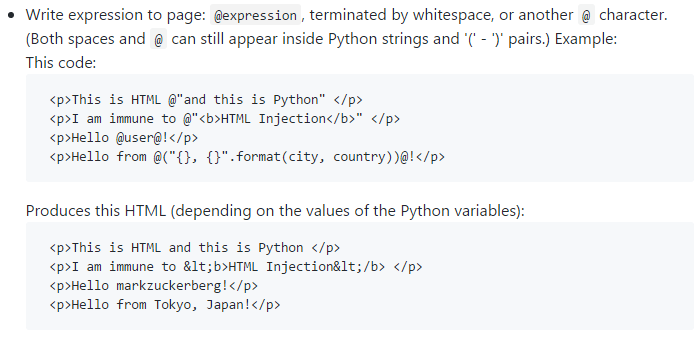 • Write expression to page: @expression , terminated by whitespace, or another @ character.
(Both spaces and @ can still appear inside Python strings and '(' - ')' pairs.) Example:
This code:
<p>This is HTML @"and this is Python" </p>
<p>I am immune to @"<b>HTML Injection</b>" </p>
<p>Hello @user@!</p>
<p>Hello from @("{}, {}".format(city, country))@!</p>
Produces this HTML (depending on the values of the Python variables):
<p>This is HTML and this is Python </p>
<p>I am immune to &lt;b>HTML Injection&lt;/b> </p>
<p>Hello markzuckerberg!</p>
<p>Hello from Tokyo, Japan!</p>